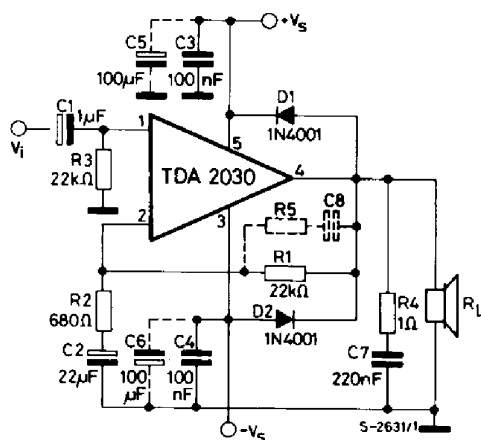 +Vs
C5
C3
100µF
100 nF
D1
1N4001
C1
1µF
Vi
1
5
R3
22kΩ
TDA 2030
4
2
3
R5
C8
R1
22kΩ
R2
680Ω
D2
1N4001
R4
1Ω
RL
C2
22µF
C6
100
µF
C4
100
nF
C7
220nF
S-2631/1
-Vs